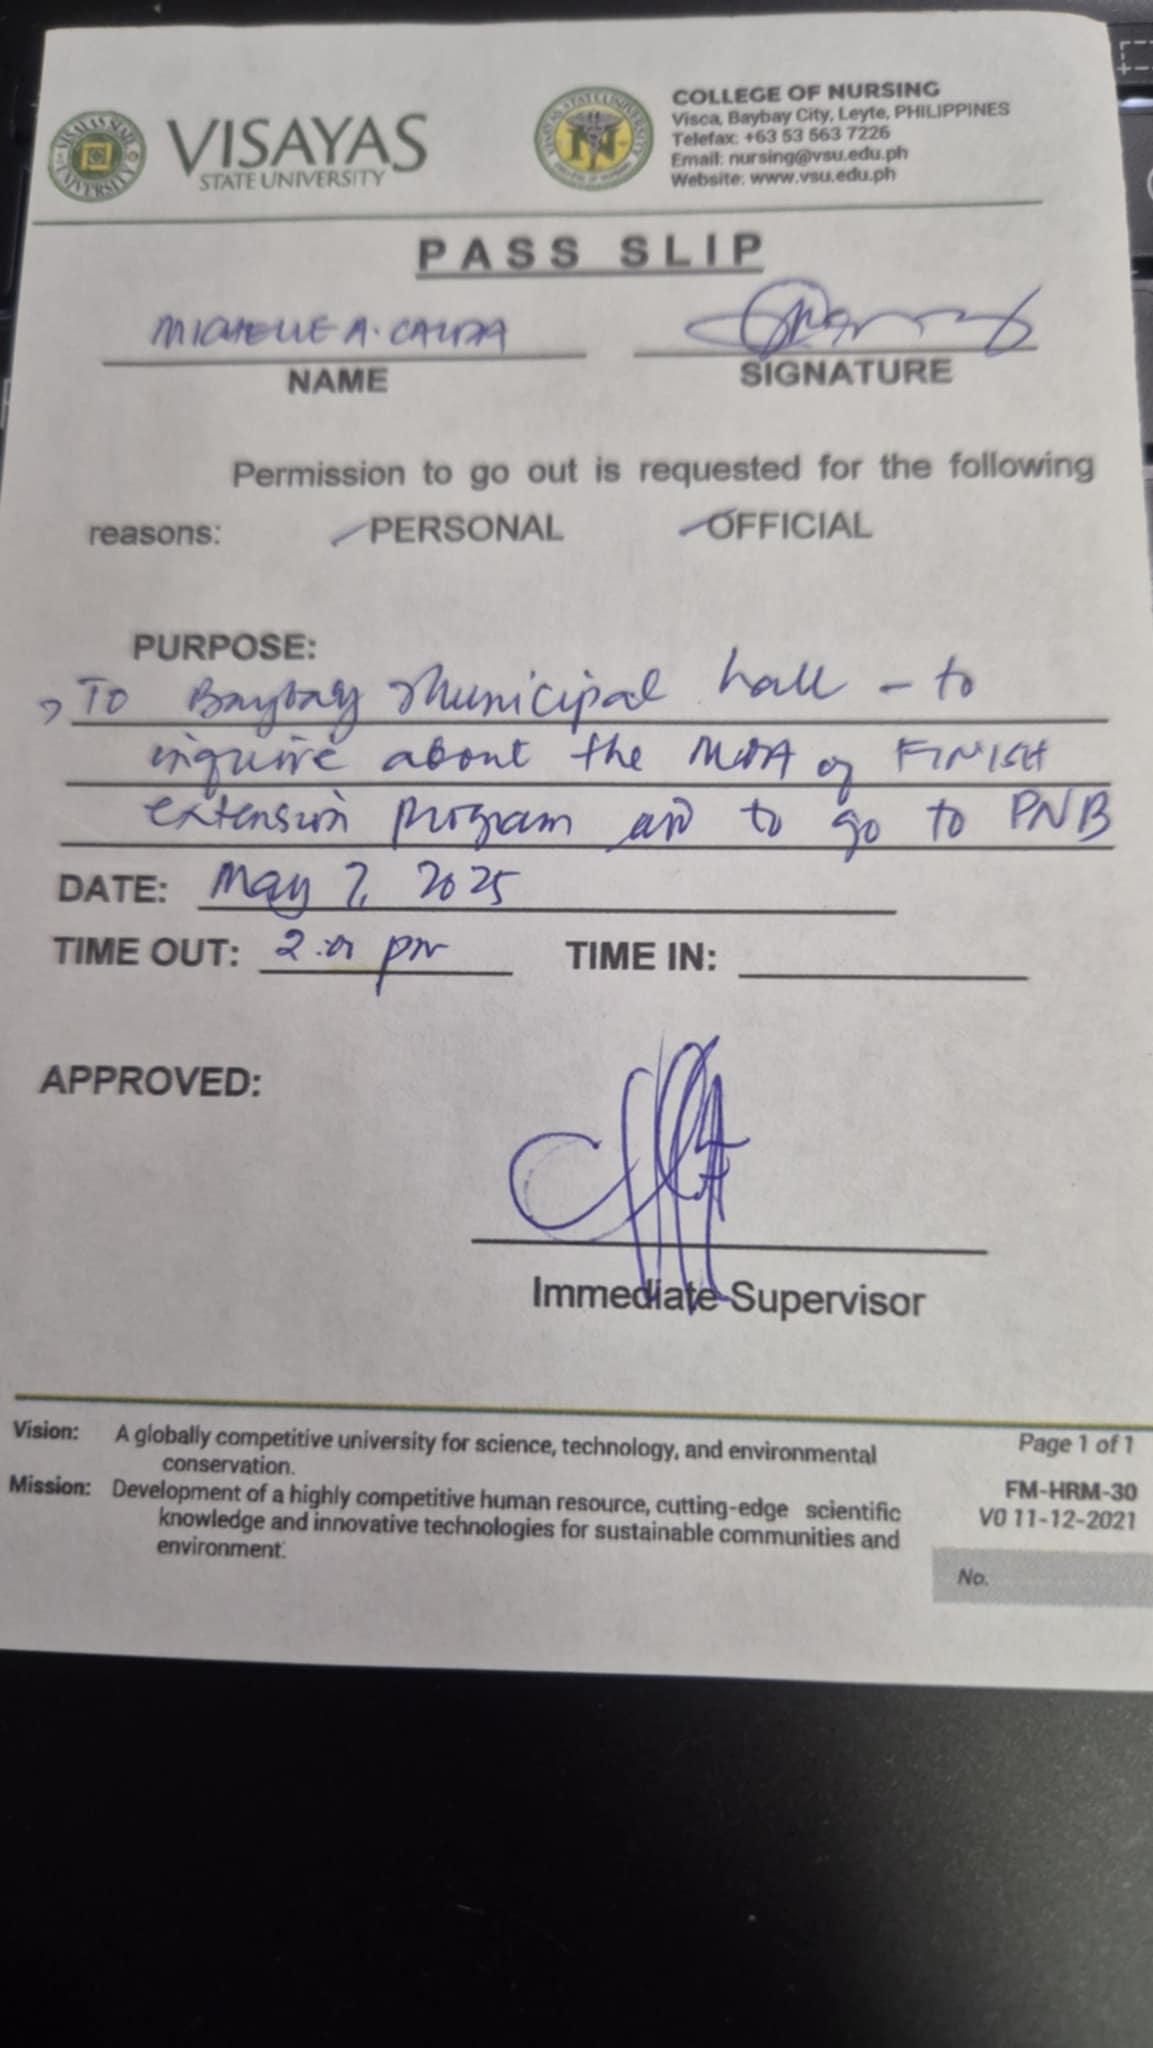 VISAYAS
STATE UNIVERSITY
COLLEGE OF NURSING
Visca, Baybay City, Leyte, PHILIPPINES
Telefax: +63 53 563 7226
Email: nursing@vsu.edu.ph
Website: www.vsu.edu.ph
PASS SLIP
MICHELLE A.
NAME
SIGNATURE
Permission to go out is requested for the following
reasons: PERSONAL OFFICIAL
PURPOSE:
To Baybay Municipal hall - to
inquire about the MOA of FINISH
extension program and to go to PNB
DATE: May 7, 2025
TIME OUT: pm TIME IN:
APPROVED:
Immediate Supervisor
Vision: A globally competitive university for science, technology, and environmental
conservation.
Mission: Development of a highly competitive human resource, cutting-edge scientific
knowledge and innovative technologies for sustainable communities and
environment.
Page 1 of 1
FM-HRM-30
V0 11-12-2021
No.